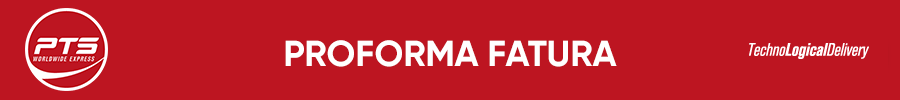 PTS
WORLDWIDE EXPRESS
PROFORMA FATURA
TechnoLogicalDelivery